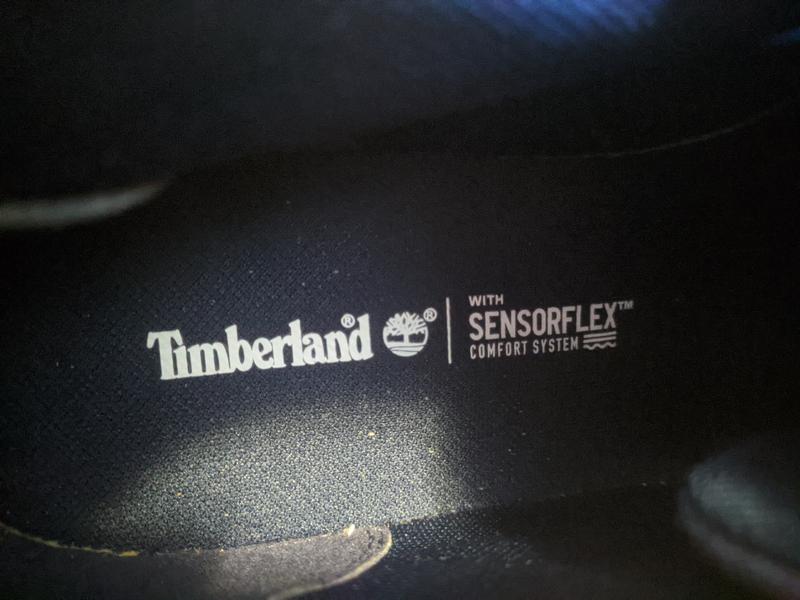 Timberland® ®
WITH
SENSORFLEX™
COMFORT SYSTEM